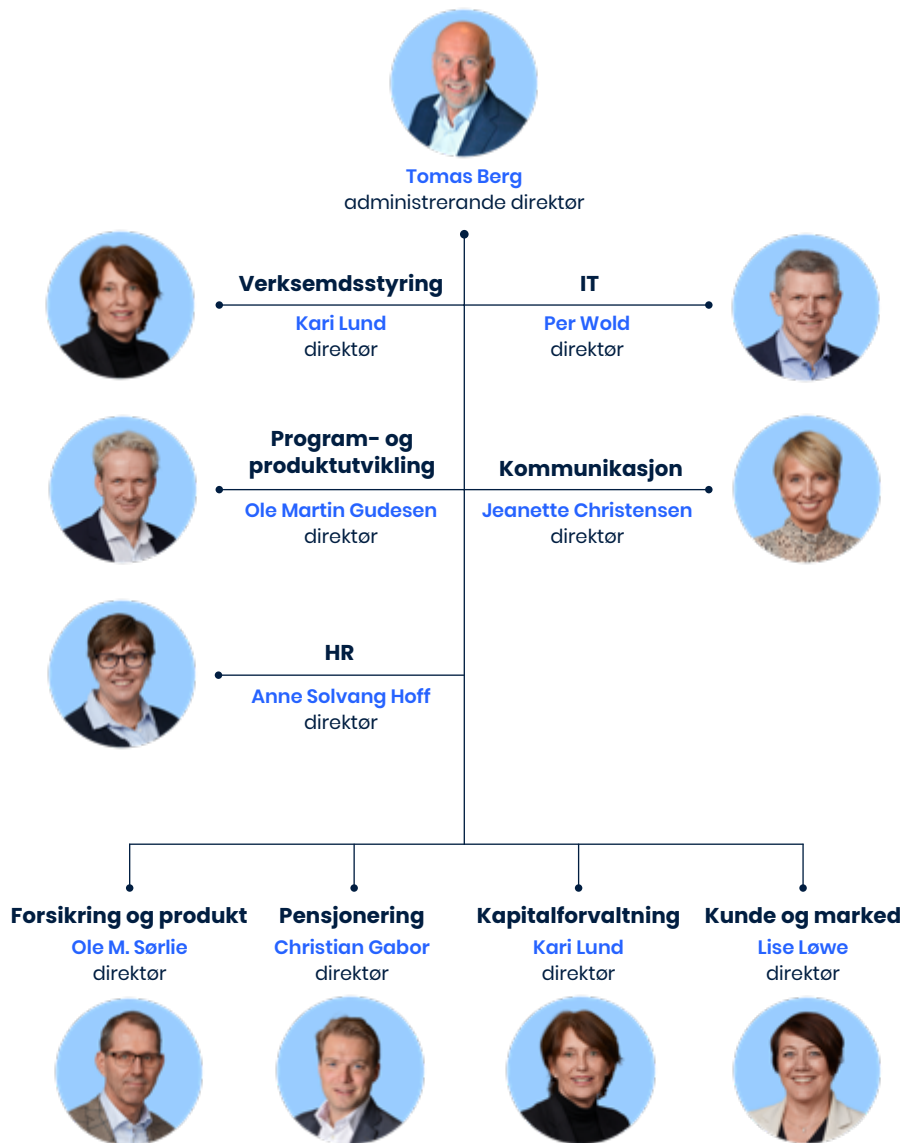 Tomas Berg
administrerande direktør
Verksemdsstyring
Kari Lund
direktør
IT
Per Wold
direktør
Program- og
produktutvikling
Ole Martin Gudesen
direktør
Kommunikasjon
Jeanette Christensen
direktør
HR
Anne Solvang Hoff
direktør
Forsikring og produkt
Ole M. Sørlie
direktør
Pensjonering
Christian Gabor
direktør
Kapitalforvaltning
Kari Lund
direktør
Kunde og marked
Lise Løwe
direktør